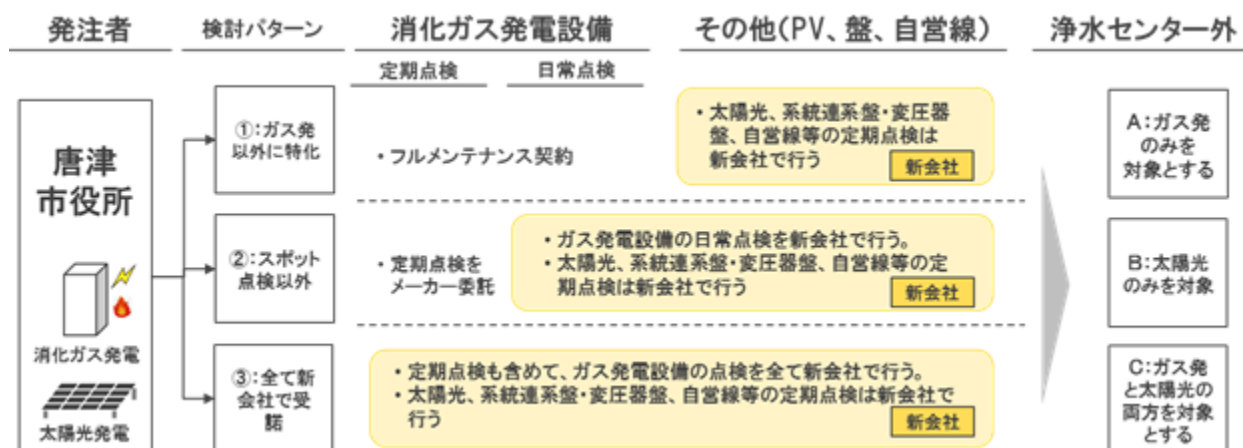 発注者
検討パターン
消化ガス発電設備
その他(PV、盤、自営線)
浄水センター外
定期点検
日常点検
唐津
市役所
消化ガス発電
太陽光発電
①:ガス発
以外に特化
・フルメンテナンス契約
・太陽光、系統連系盤・変圧器
盤、自営線等の定期点検は
新会社で行う
新会社
②:スポット
点検以外
・定期点検を
メーカー委託
・ガス発電設備の日常点検を新会社で行う。
・太陽光、系統連系盤・変圧器盤、自営線等の定
期点検は新会社で行う
新会社
③:全て新
会社で受
諾
・定期点検も含めて、ガス発電設備の点検を全て新会社で行う。
・太陽光、系統連系盤・変圧器盤、自営線等の定期点検は新会社で
行う
新会社
A:ガス発
のみを
対象とする
B:太陽光
のみを対象
C:ガス発
と太陽光の
両方を対象
とする